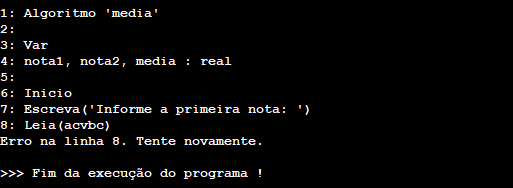 1: Algoritmo 'media'
2:
3: Var
4: nota1, nota2, media : real
5:
6: Inicio
7: Escreva('Informe a primeira nota: ')
8: Leia(acvbc)
Erro na linha 8. Tente novamente.
>>> Fim da execução do programa !